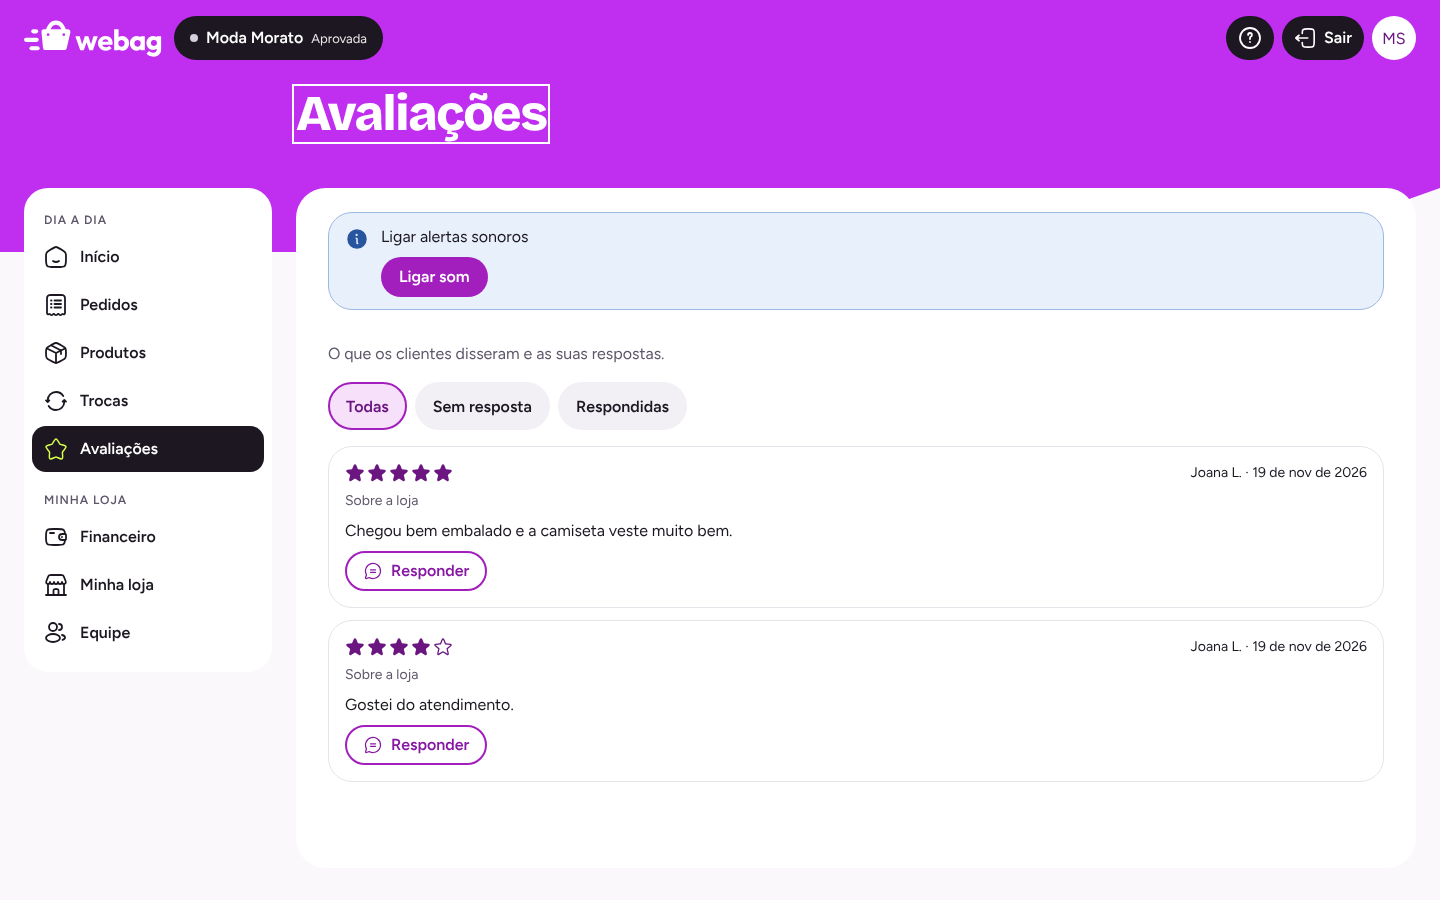 webag
Moda Morato Aprovada
Sair
MS
Avaliações
DIA A DIA
Início
Pedidos
Produtos
Trocas
Avaliações
MINHA LOJA
Financeiro
Minha loja
Equipe
Ligar alertas sonoros
Ligar som
O que os clientes disseram e as suas respostas.
Todas
Sem resposta
Respondidas
Joana L. · 19 de nov de 2026
Sobre a loja
Chegou bem embalado e a camiseta veste muito bem.
Responder
Joana L. · 19 de nov de 2026
Sobre a loja
Gostei do atendimento.
Responder